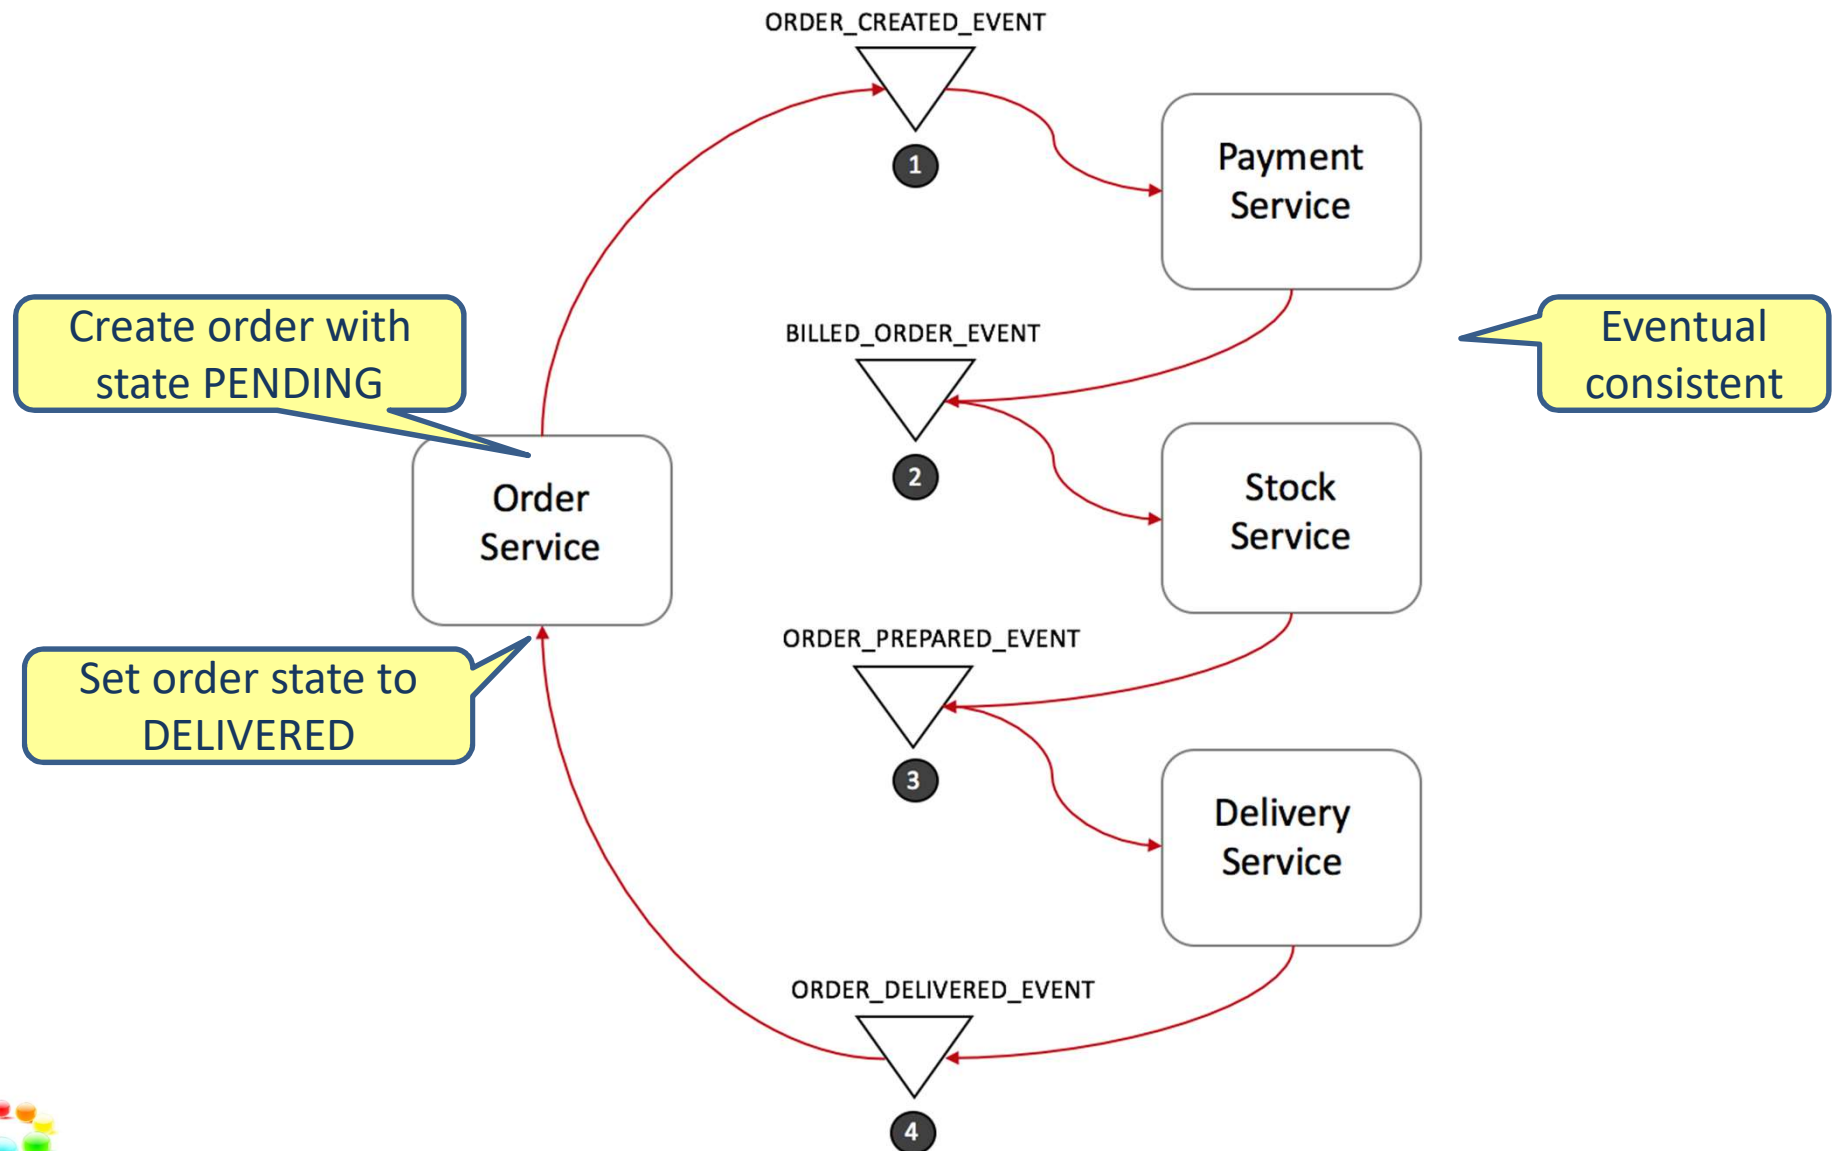 ORDER_CREATED_EVENT
1
Payment
Service
Create order with
state PENDING
BILLED_ORDER_EVENT
Eventual
consistent
2
Order
Service
Stock
Service
Set order state to
DELIVERED
ORDER_PREPARED_EVENT
3
Delivery
Service
ORDER_DELIVERED_EVENT
4